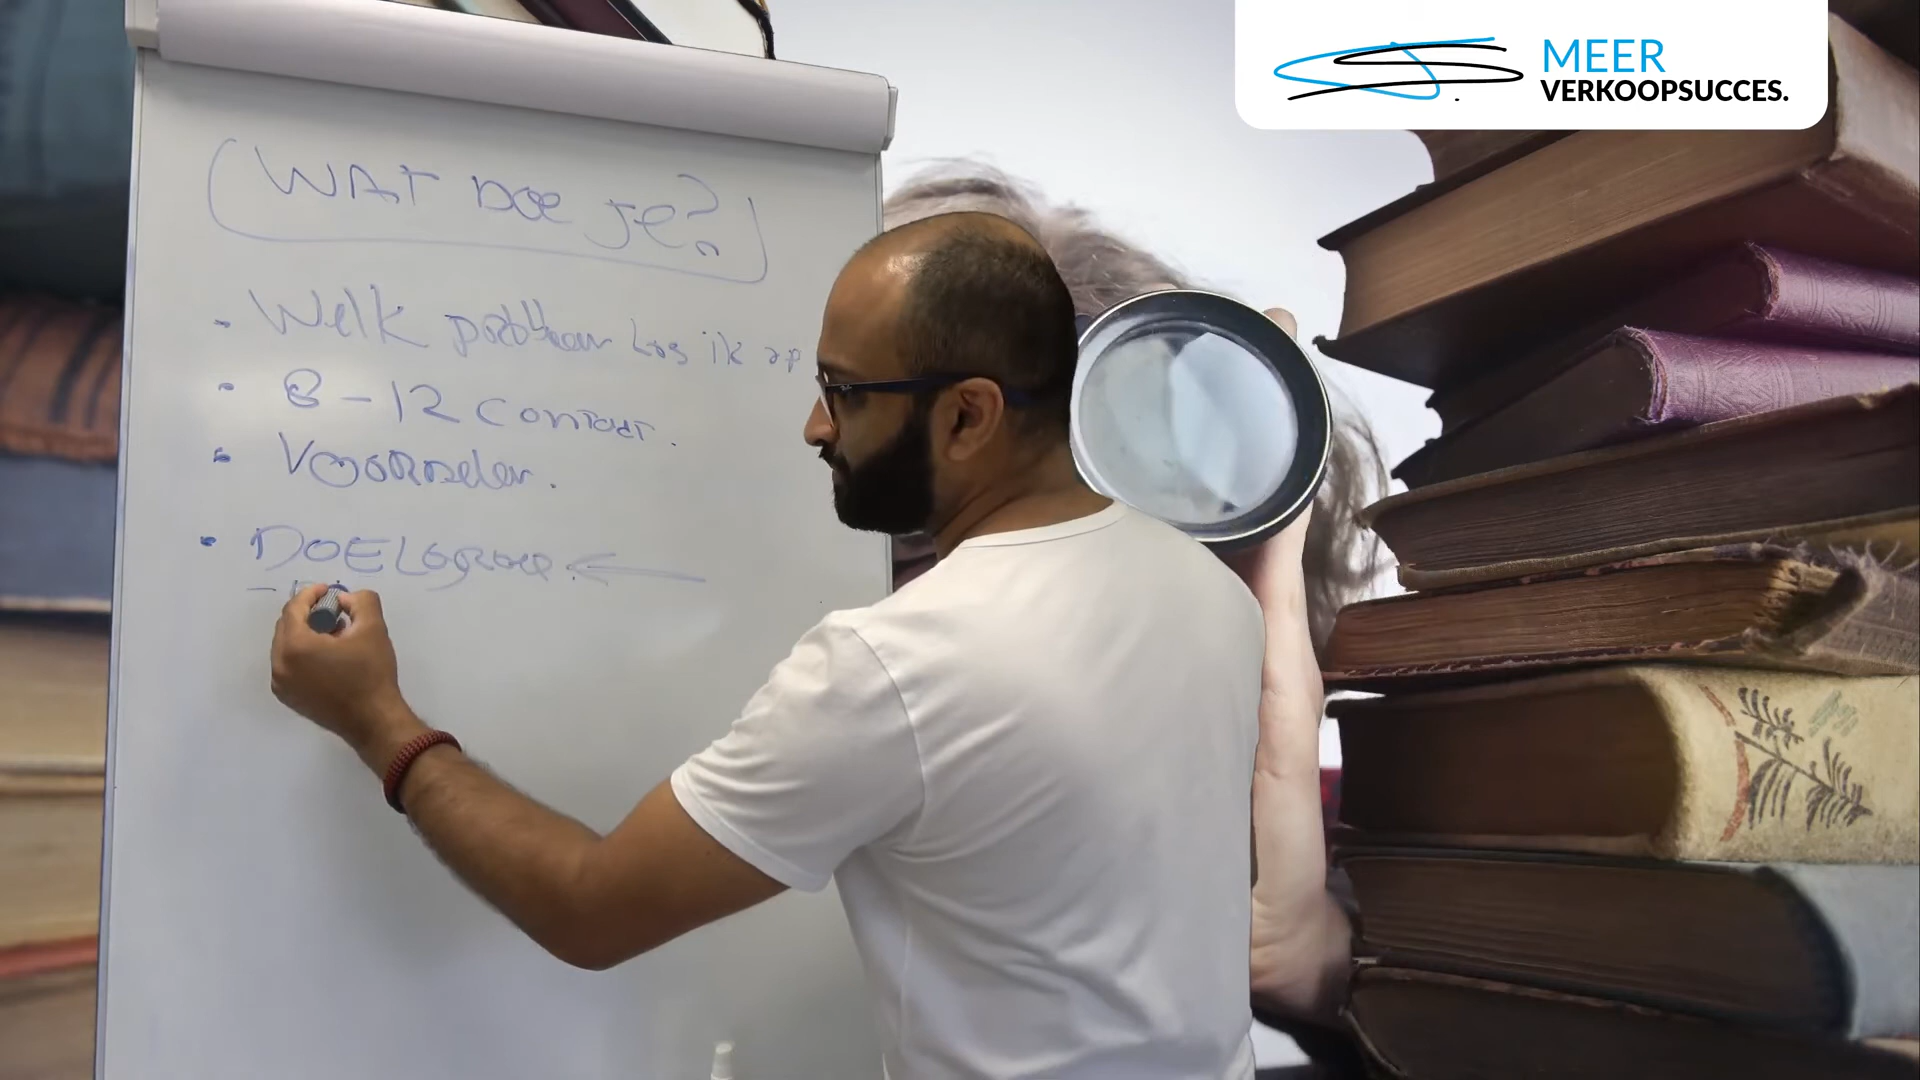 MEER
VERKOOPSUCCES.
WAT DOE JE?
• Welk probleem Los ik op
• 8 - 12 contact.
• Voordelen.
• DOELGROEP. ←
-